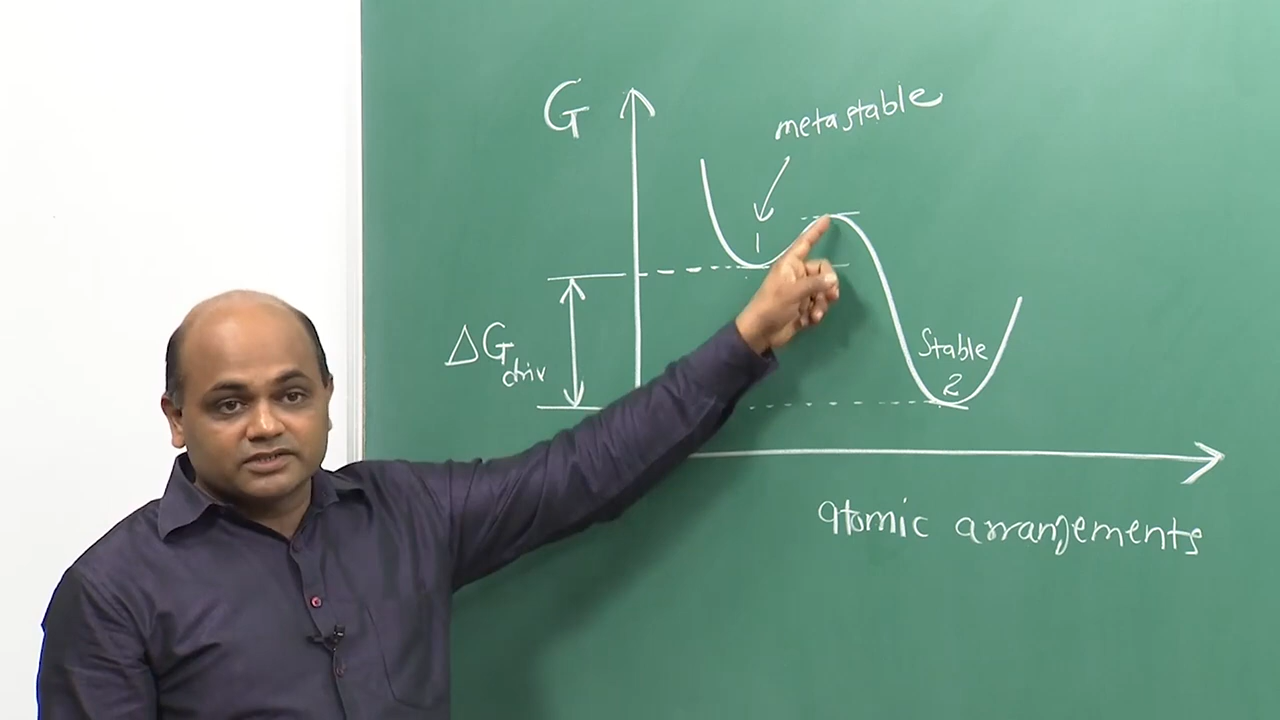 G
metastable
1
ΔG driv
Stable
2
atomic arrangements